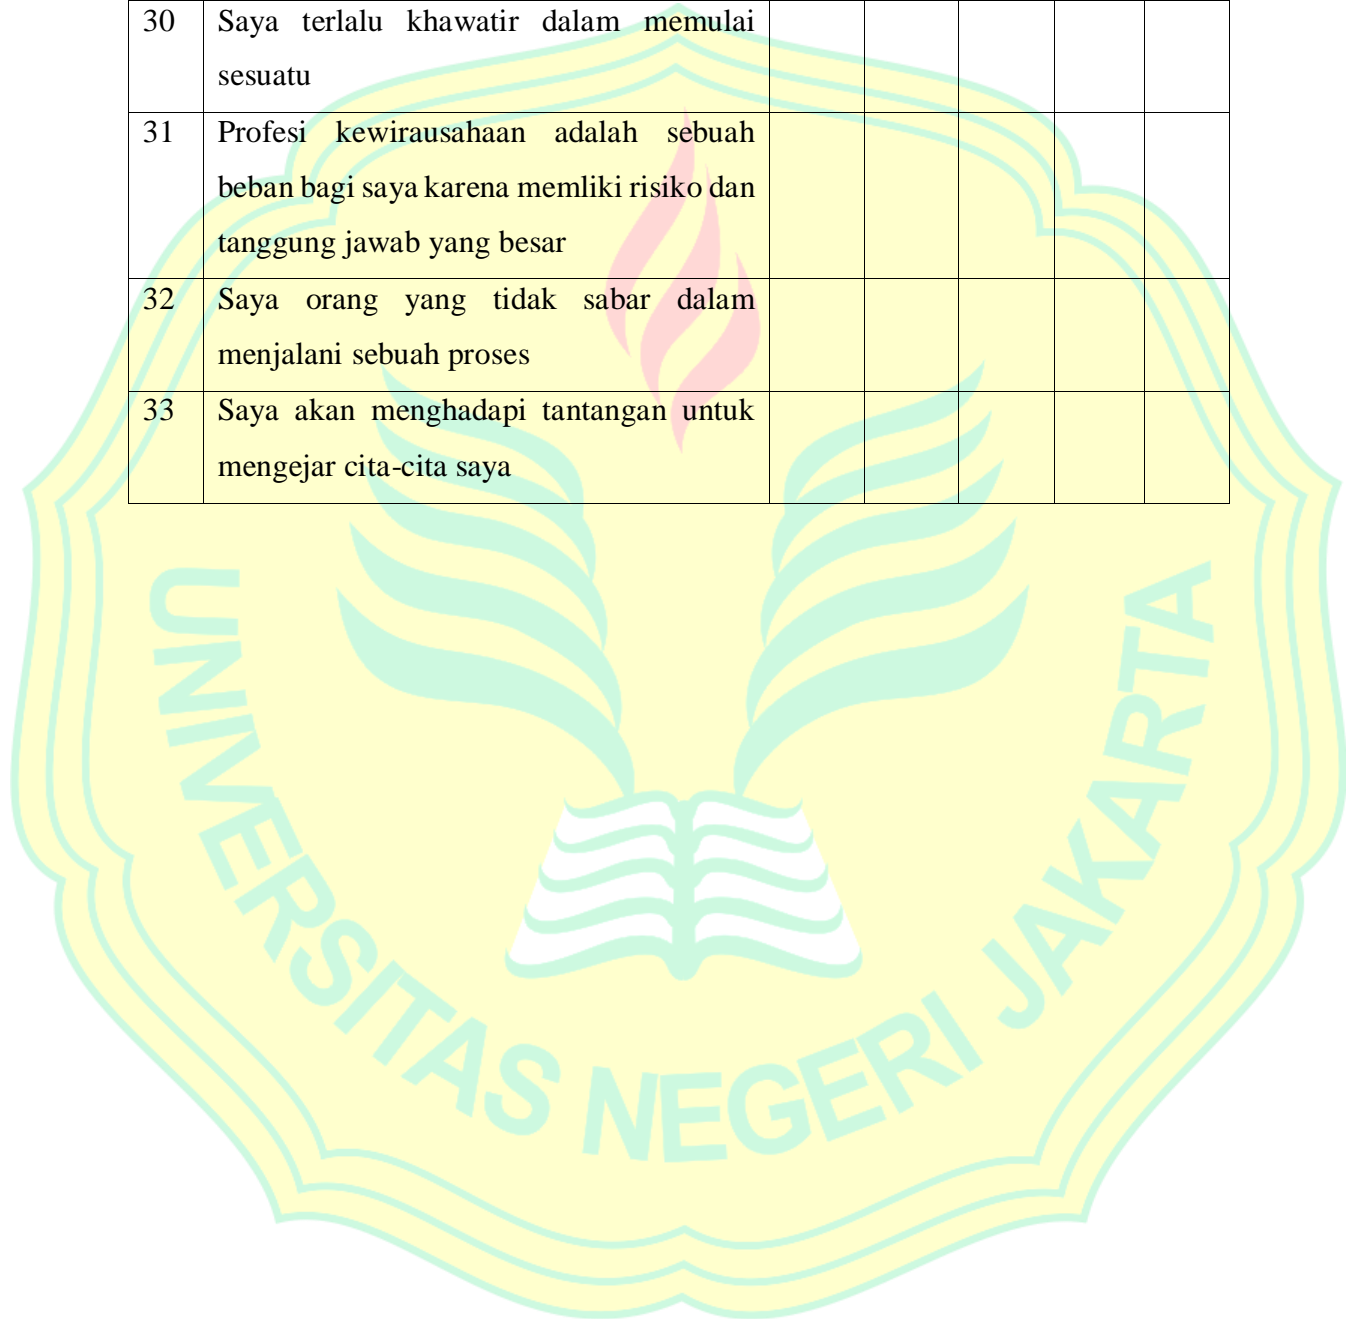 30 Saya terlalu khawatir dalam memulai
sesuatu
31 Profesi kewirausahaan adalah sebuah
beban bagi saya karena memliki risiko dan
tanggung jawab yang besar
32 Saya orang yang tidak sabar dalam
menjalani sebuah proses
33 Saya akan menghadapi tantangan untuk
mengejar cita-cita saya
UNIVERSITAS NEGERI JAKARTA